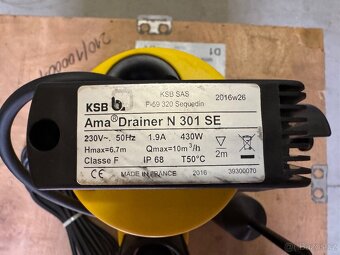 KSB
KSB SAS
F-59 320 Sequedin
2016w26
Ama®Drainer N 301 SE
230V~. 50Hz 1.9A 430W
Hmax=6.7m Qmax=10m³/h
Classe F IP 68 T50°C
2m
MADE IN FRANCE 2016 39300070
D1